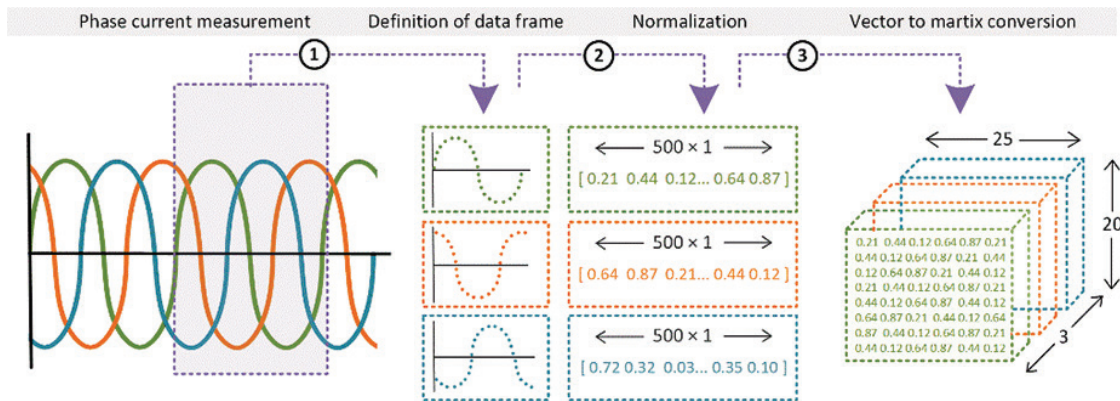 Phase current measurement
Definition of data frame
Normalization
Vector to martix conversion
1
2
3
500 × 1
[ 0.21 0.44 0.12... 0.64 0.87 ]
500 × 1
[ 0.64 0.87 0.21... 0.44 0.12 ]
500 × 1
[ 0.72 0.32 0.03... 0.35 0.10 ]
25
20
3
0.21 0.44 0.12 0.64 0.87 0.21
0.44 0.12 0.64 0.87 0.21 0.44
0.12 0.64 0.87 0.21 0.44 0.12
0.21 0.44 0.12 0.64 0.87 0.21
0.44 0.12 0.64 0.87 0.44 0.12
0.64 0.87 0.21 0.44 0.12 0.64
0.87 0.44 0.12 0.64 0.87 0.21
0.44 0.12 0.64 0.87 0.44 0.12